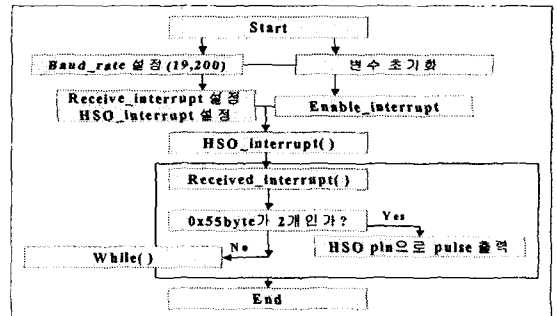 Start
Baud_rate 설정(19,200)
변수 초기화
Receive_interrupt 설정
HSO_interrupt 설정
Enable_interrupt
HSO_interrupt()
Received_interrupt()
0x55byte가 2개인가?
Yes
HSO pin으로 pulse 출력
No
While()
End